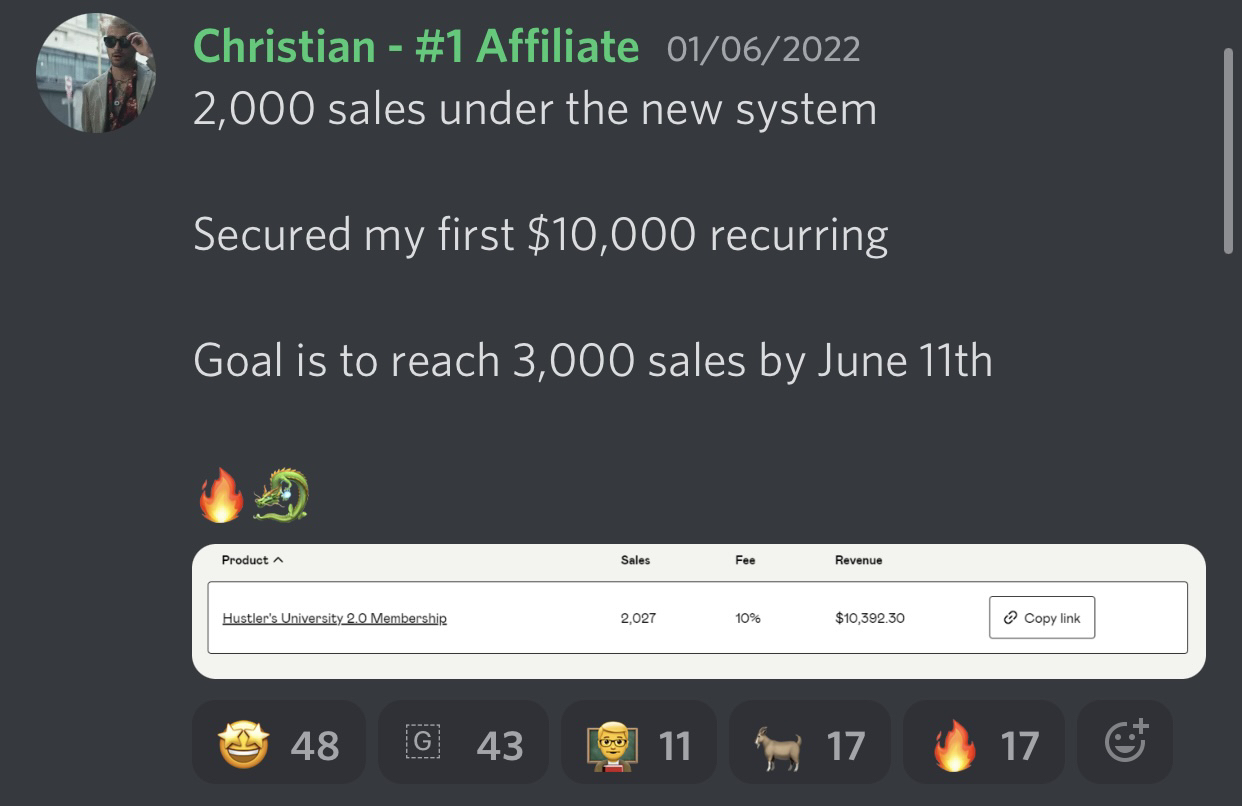 Christian - #1 Affiliate 01/06/2022
2,000 sales under the new system
Secured my first $10,000 recurring
Goal is to reach 3,000 sales by June 11th
🔥🐉
Product Sales Fee Revenue
Hustler's University 2.0 Membership 2,027 10% $10,392.30 Copy link
🤩 48 G 43 👨‍🏫 11 🐐 17 🔥 17